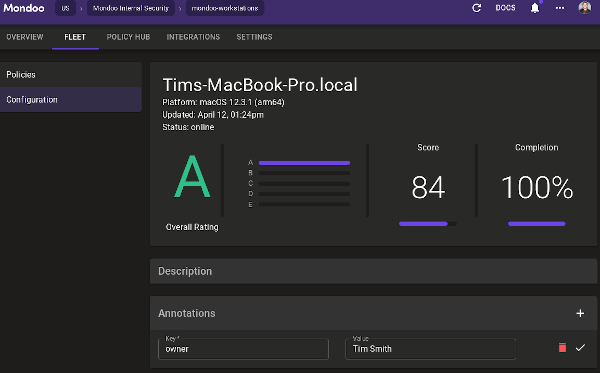 Mondoo US › Mondoo Internal Security › mondoo-workstations DOCS
OVERVIEW FLEET POLICY HUB INTEGRATIONS SETTINGS
Policies
Configuration
Tims-MacBook-Pro.local
Platform: macOS 12.3.1 (arm64)
Updated: April 12, 01:24pm
Status: online
A
Overall Rating
A
B
C
D
E
Score
84
Completion
100%
Description
Annotations +
Key*
owner
Value
Tim Smith